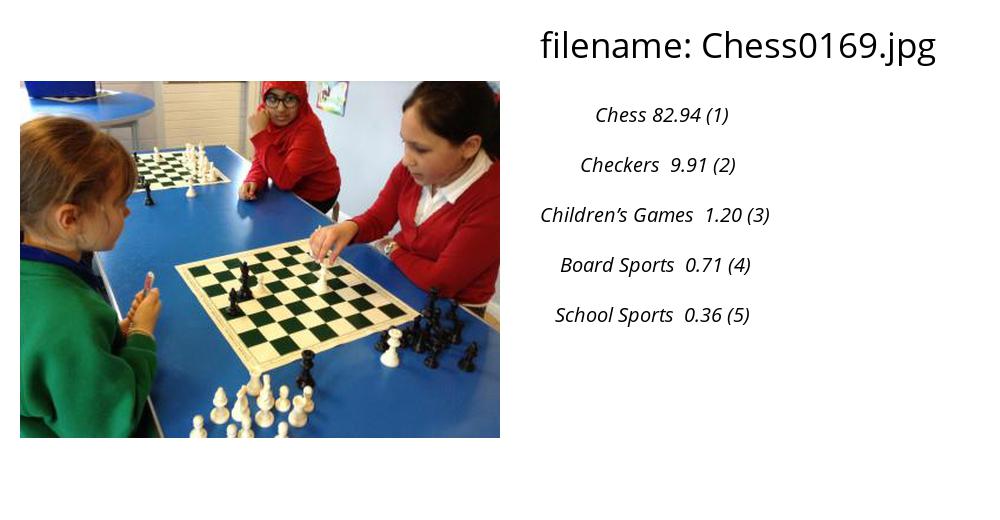 filename: Chess0169.jpg
Chess 82.94 (1)
Checkers 9.91 (2)
Children’s Games 1.20 (3)
Board Sports 0.71 (4)
School Sports 0.36 (5)